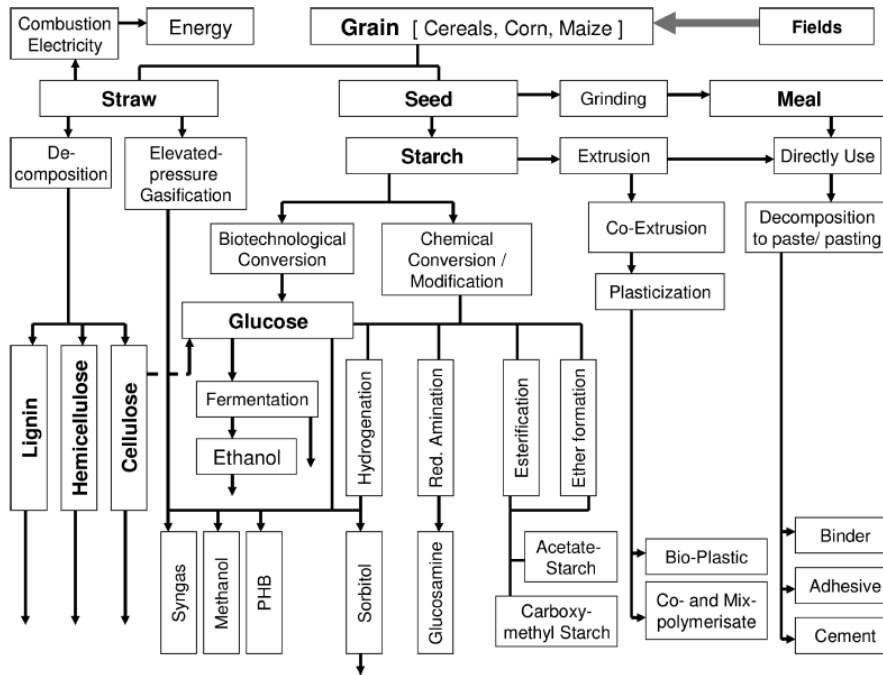 Combustion
Electricity
Energy
Grain [ Cereals, Corn, Maize ]
Fields
Straw
Seed
Grinding
Meal
De-
composition
Elevated-
pressure
Gasification
Starch
Extrusion
Directly Use
Biotechnological
Conversion
Chemical
Conversion /
Modification
Co-Extrusion
Decomposition
to paste/ pasting
Plasticization
Glucose
Lignin
Hemicellulose
Cellulose
Fermentation
Ethanol
Hydrogenation
Red. Amination
Esterification
Ether formation
Syngas
Methanol
PHB
Sorbitol
Glucosamine
Acetate-
Starch
Carboxy-
methyl Starch
Bio-Plastic
Co- and Mix-
polymerisate
Binder
Adhesive
Cement